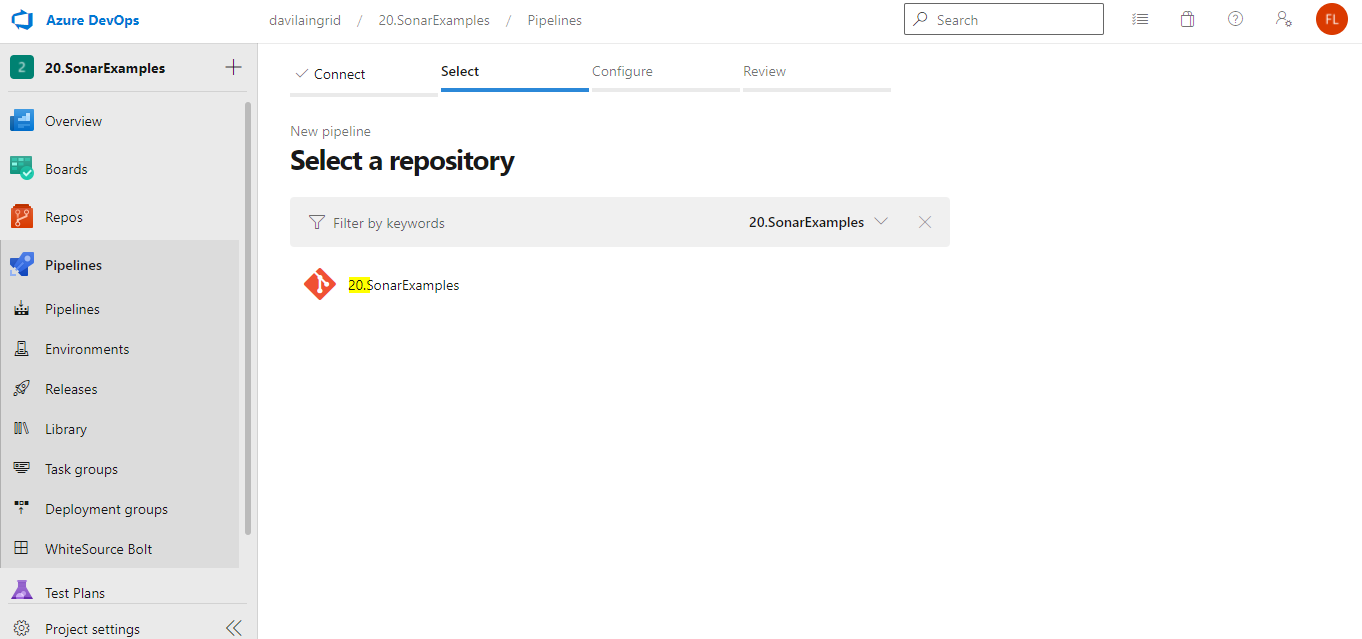 Azure DevOps
davilaingrid / 20.SonarExamples / Pipelines
Search
FL
2 20.SonarExamples
Overview
Boards
Repos
Pipelines
Pipelines
Environments
Releases
Library
Task groups
Deployment groups
WhiteSource Bolt
Test Plans
Project settings
Connect
Select
Configure
Review
New pipeline
Select a repository
Filter by keywords
20.SonarExamples
20.SonarExamples